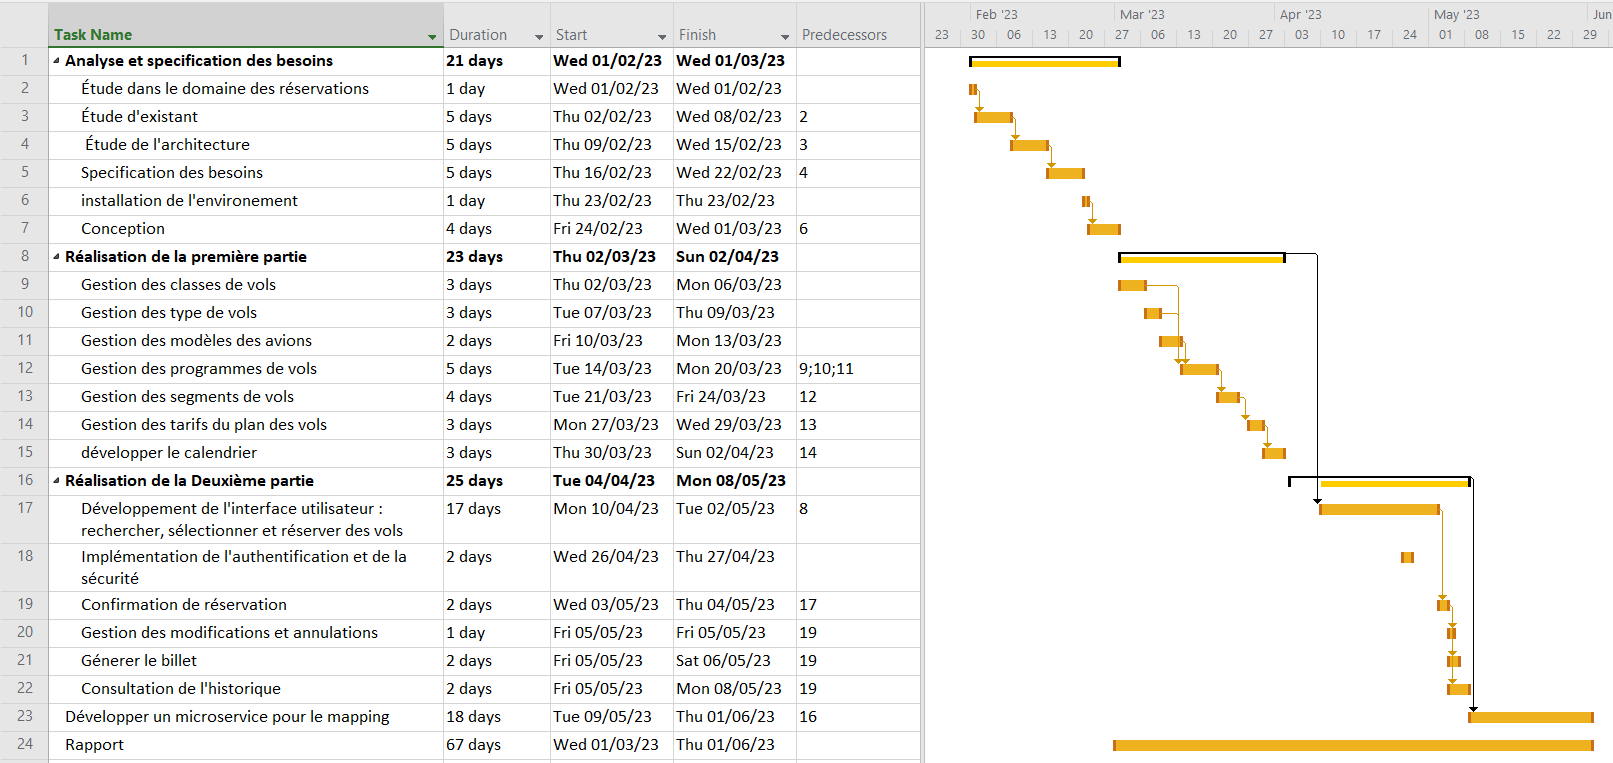 Feb '23 Mar '23 Apr '23 May '23 Jun
Task Name Duration Start Finish Predecessors 23 30 06 13 20 27 06 13 20 27 03 10 17 24 01 08 15 22 29
1 Analyse et specification des besoins 21 days Wed 01/02/23 Wed 01/03/23
2 Étude dans le domaine des réservations 1 day Wed 01/02/23 Wed 01/02/23
3 Étude d'existant 5 days Thu 02/02/23 Wed 08/02/23 2
4 Étude de l'architecture 5 days Thu 09/02/23 Wed 15/02/23 3
5 Specification des besoins 5 days Thu 16/02/23 Wed 22/02/23 4
6 installation de l'environement 1 day Thu 23/02/23 Thu 23/02/23
7 Conception 4 days Fri 24/02/23 Wed 01/03/23 6
8 Réalisation de la première partie 23 days Thu 02/03/23 Sun 02/04/23
9 Gestion des classes de vols 3 days Thu 02/03/23 Mon 06/03/23
10 Gestion des type de vols 3 days Tue 07/03/23 Thu 09/03/23
11 Gestion des modèles des avions 2 days Fri 10/03/23 Mon 13/03/23
12 Gestion des programmes de vols 5 days Tue 14/03/23 Mon 20/03/23 9;10;11
13 Gestion des segments de vols 4 days Tue 21/03/23 Fri 24/03/23 12
14 Gestion des tarifs du plan des vols 3 days Mon 27/03/23 Wed 29/03/23 13
15 développer le calendrier 3 days Thu 30/03/23 Sun 02/04/23 14
16 Réalisation de la Deuxième partie 25 days Tue 04/04/23 Mon 08/05/23
17 Développement de l'interface utilisateur : 17 days Mon 10/04/23 Tue 02/05/23 8
rechercher, sélectionner et réserver des vols
18 Implémentation de l'authentification et de la 2 days Wed 26/04/23 Thu 27/04/23
sécurité
19 Confirmation de réservation 2 days Wed 03/05/23 Thu 04/05/23 17
20 Gestion des modifications et annulations 1 day Fri 05/05/23 Fri 05/05/23 19
21 Génerer le billet 2 days Fri 05/05/23 Sat 06/05/23 19
22 Consultation de l'historique 2 days Fri 05/05/23 Mon 08/05/23 19
23 Développer un microservice pour le mapping 18 days Tue 09/05/23 Thu 01/06/23 16
24 Rapport 67 days Wed 01/03/23 Thu 01/06/23